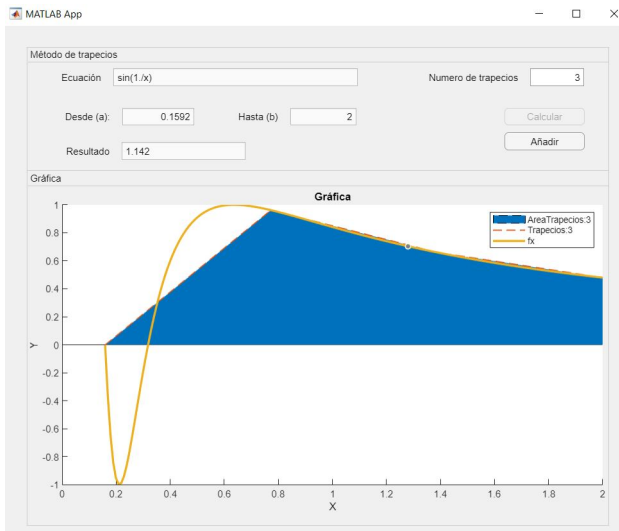 MATLAB App
Método de trapecios
Ecuación sin(1./x) Numero de trapecios 3
Desde (a): 0.1592 Hasta (b) 2 Calcular
Añadir
Resultado 1.142
Gráfica
Gráfica
AreaTrapecios:3
Trapecios:3
fx
1
0.8
0.6
0.4
0.2
0
-0.2
-0.4
-0.6
-0.8
-1
Y
0 0.2 0.4 0.6 0.8 1 1.2 1.4 1.6 1.8 2
X